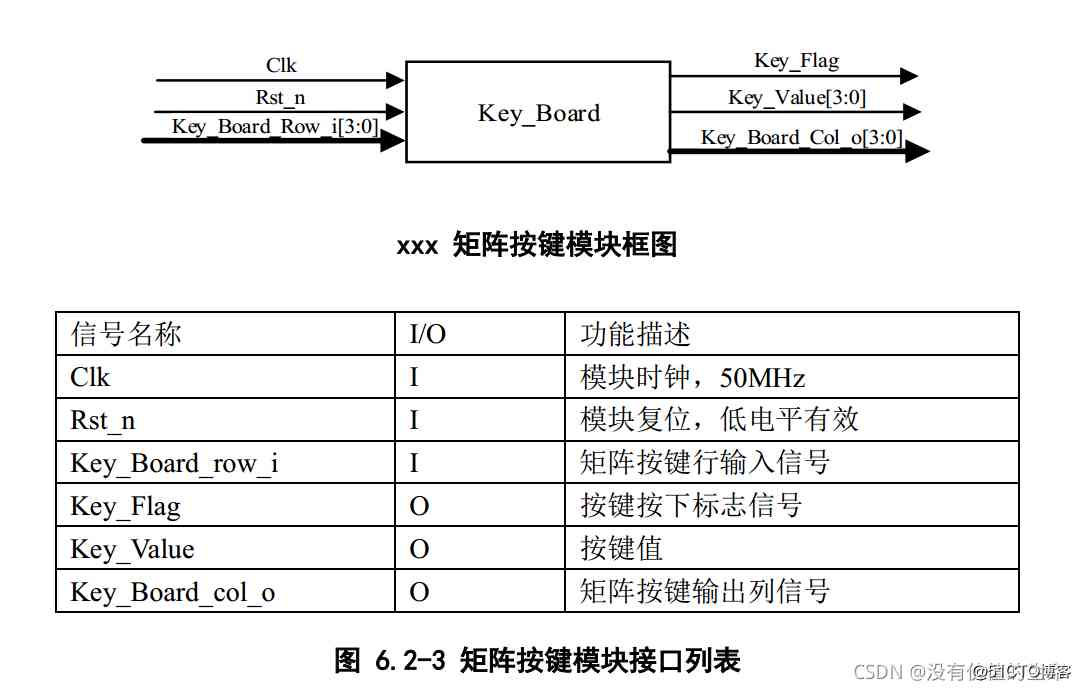 Clk
Rst_n
Key_Board_Row_i[3:0]
Key_Board
Key_Flag
Key_Value[3:0]
Key_Board_Col_o[3:0]
xxx 矩阵按键模块框图
信号名称 I/O 功能描述
Clk I 模块时钟，50MHz
Rst_n I 模块复位，低电平有效
Key_Board_row_i I 矩阵按键行输入信号
Key_Flag O 按键按下标志信号
Key_Value O 按键值
Key_Board_col_o O 矩阵按键输出列信号
图 6.2-3 矩阵按键模块接口列表
CSDN @没有价值的
@51CTO博客